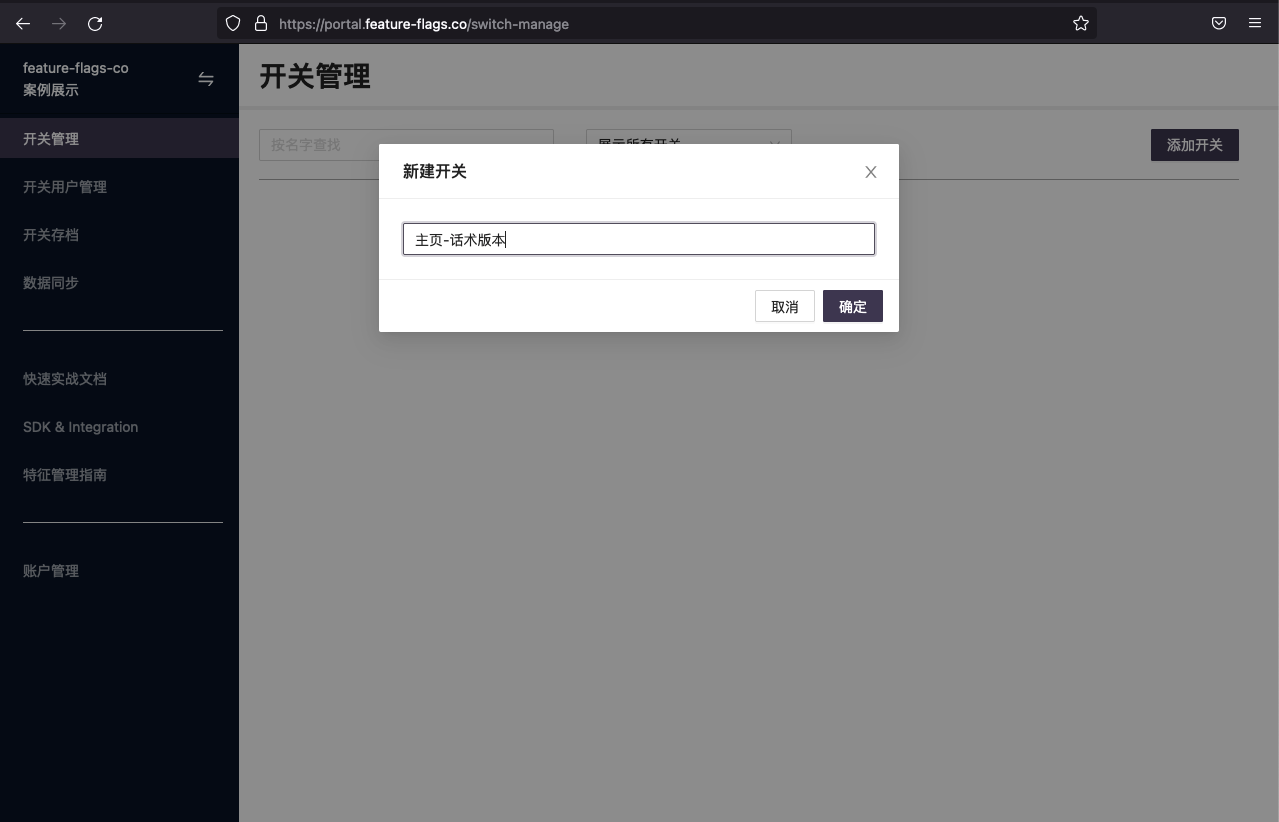 https://portal.feature-flags.co/switch-manage
feature-flags-co
案例展示
开关管理
开关用户管理
开关存档
数据同步
快速实战文档
SDK & Integration
特征管理指南
账户管理
开关管理
按名字查找
展示所有开关
添加开关
新建开关
主页-话术版本
取消
确定